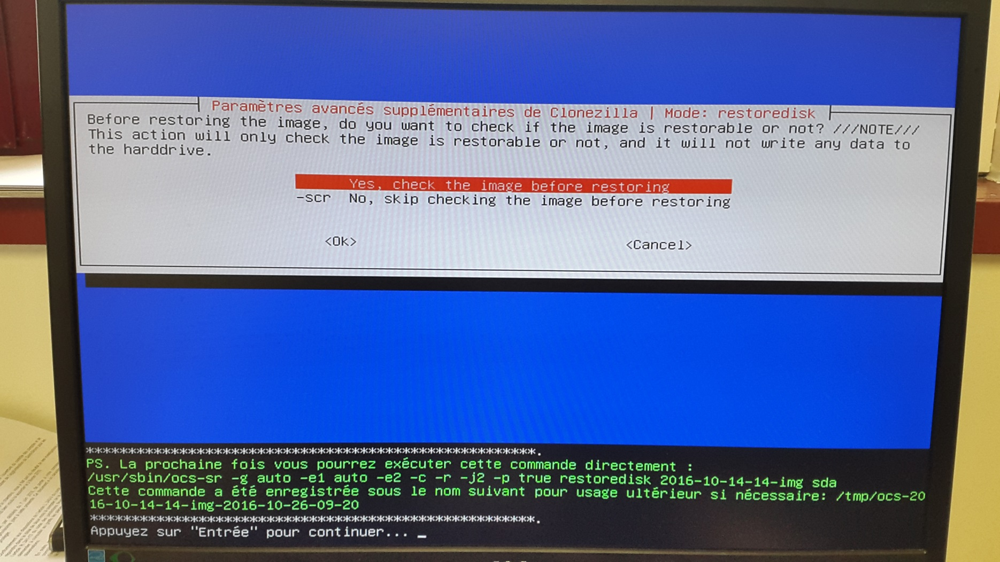 Paramètres avancés supplémentaires de Clonezilla | Mode: restoredisk
Before restoring the image, do you want to check if the image is restorable or not? ///NOTE///
This action will only check the image is restorable or not, and it will not write any data to
the harddrive.
Yes, check the image before restoring
-scr No, skip checking the image before restoring
<Ok> <Cancel>
*****************************************************.
PS. La prochaine fois vous pourrez exécuter cette commande directement :
/usr/sbin/ocs-sr -g auto -e1 auto -e2 -c -r -j2 -p true restoredisk 2016-10-14-14-img sda
Cette commande a été enregistrée sous le nom suivant pour usage ultérieur si nécessaire: /tmp/ocs-20
16-10-14-14-img-2016-10-26-09-20
*****************************************************.
Appuyez sur "Entrée" pour continuer... _